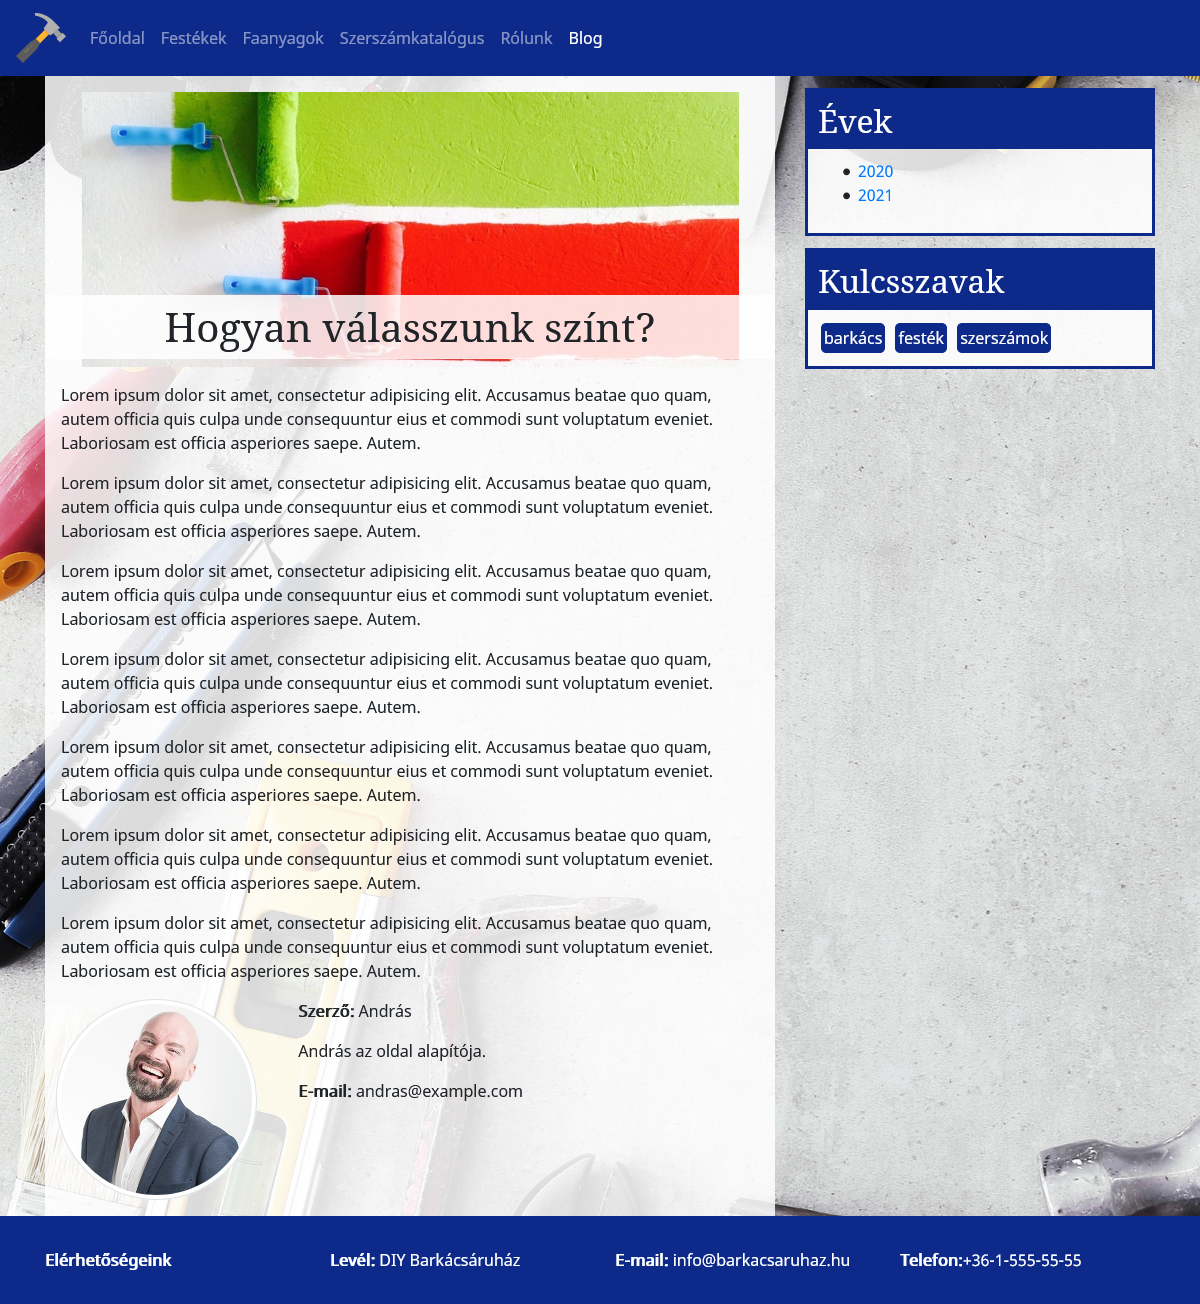 Főoldal Festékek Faanyagok Szerszámkatalógus Rólunk Blog
Hogyan válasszunk színt?
Lorem ipsum dolor sit amet, consectetur adipisicing elit. Accusamus beatae quo quam,
autem officia quis culpa unde consequuntur eius et commodi sunt voluptatum eveniet.
Laboriosam est officia asperiores saepe. Autem.
Lorem ipsum dolor sit amet, consectetur adipisicing elit. Accusamus beatae quo quam,
autem officia quis culpa unde consequuntur eius et commodi sunt voluptatum eveniet.
Laboriosam est officia asperiores saepe. Autem.
Lorem ipsum dolor sit amet, consectetur adipisicing elit. Accusamus beatae quo quam,
autem officia quis culpa unde consequuntur eius et commodi sunt voluptatum eveniet.
Laboriosam est officia asperiores saepe. Autem.
Lorem ipsum dolor sit amet, consectetur adipisicing elit. Accusamus beatae quo quam,
autem officia quis culpa unde consequuntur eius et commodi sunt voluptatum eveniet.
Laboriosam est officia asperiores saepe. Autem.
Lorem ipsum dolor sit amet, consectetur adipisicing elit. Accusamus beatae quo quam,
autem officia quis culpa unde consequuntur eius et commodi sunt voluptatum eveniet.
Laboriosam est officia asperiores saepe. Autem.
Lorem ipsum dolor sit amet, consectetur adipisicing elit. Accusamus beatae quo quam,
autem officia quis culpa unde consequuntur eius et commodi sunt voluptatum eveniet.
Laboriosam est officia asperiores saepe. Autem.
Lorem ipsum dolor sit amet, consectetur adipisicing elit. Accusamus beatae quo quam,
autem officia quis culpa unde consequuntur eius et commodi sunt voluptatum eveniet.
Laboriosam est officia asperiores saepe. Autem.
Szerző: András
András az oldal alapítója.
E-mail: andras@example.com
Évek
2020
2021
Kulcsszavak
barkács festék szerszámok
Elérhetőségeink Levél: DIY Barkácsáruház E-mail: info@barkacsaruhaz.hu Telefon:+36-1-555-55-55